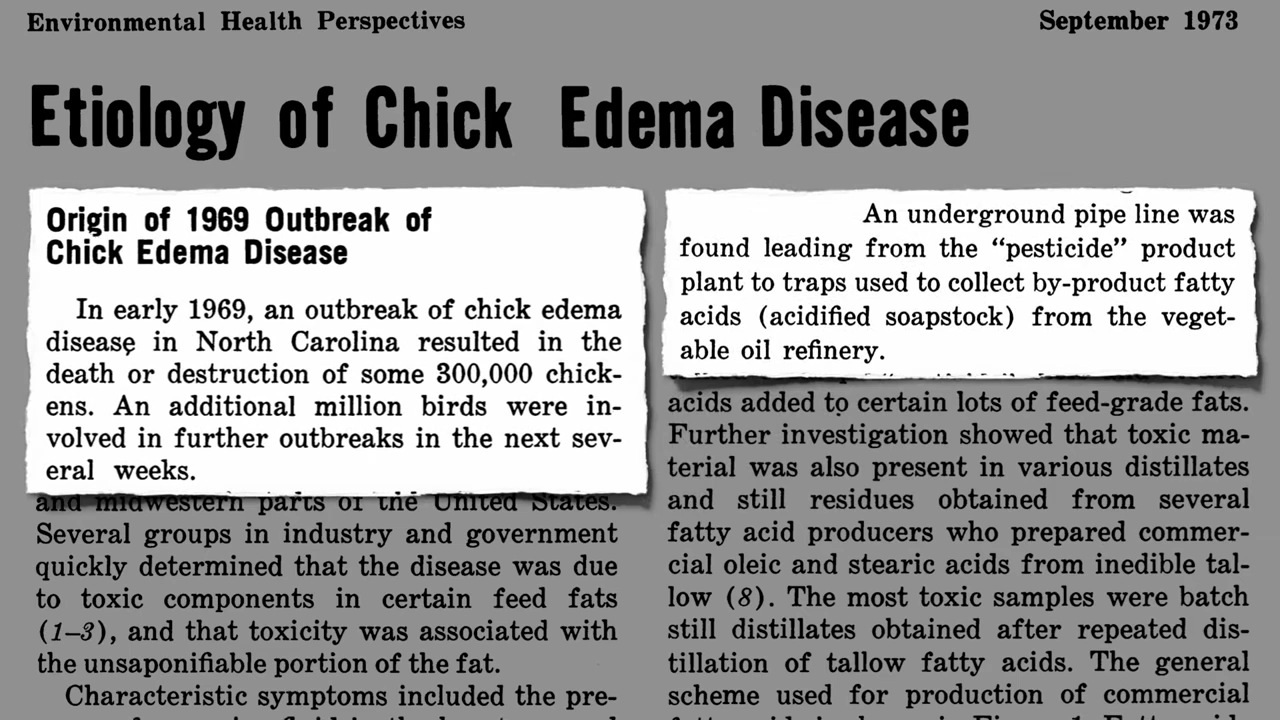 Environmental Health Perspectives
September 1973
Etiology of Chick Edema Disease
Origin of 1969 Outbreak of
Chick Edema Disease
In early 1969, an outbreak of chick edema
disease in North Carolina resulted in the
death or destruction of some 300,000 chick-
ens. An additional million birds were in-
volved in further outbreaks in the next sev-
eral weeks.
and midwestern parts of the United States.
Several groups in industry and government
quickly determined that the disease was due
to toxic components in certain feed fats
(1–3), and that toxicity was associated with
the unsaponifiable portion of the fat.
Characteristic symptoms included the pre-
An underground pipe line was
found leading from the “pesticide” product
plant to traps used to collect by-product fatty
acids (acidified soapstock) from the veget-
able oil refinery.
acids added to certain lots of feed-grade fats.
Further investigation showed that toxic ma-
terial was also present in various distillates
and still residues obtained from several
fatty acid producers who prepared commer-
cial oleic and stearic acids from inedible tal-
low (8). The most toxic samples were batch
still distillates obtained after repeated dis-
tillation of tallow fatty acids. The general
scheme used for production of commercial